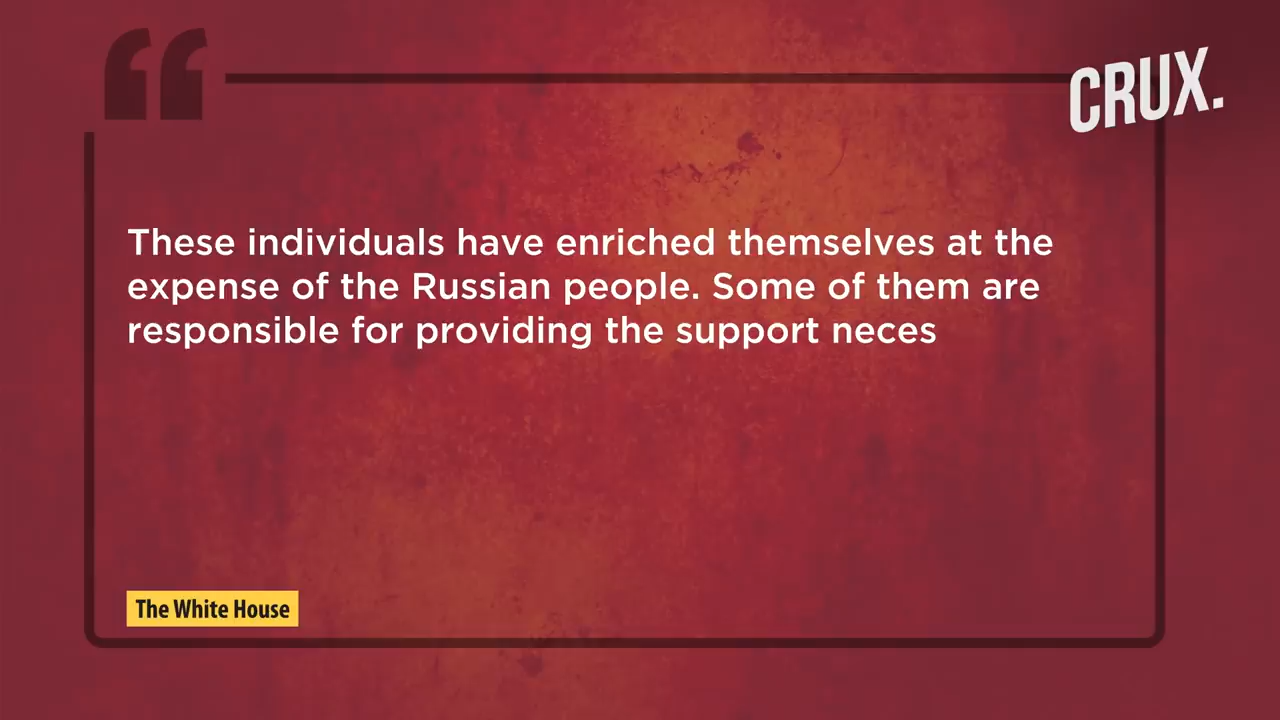 CRUX.
These individuals have enriched themselves at the
expense of the Russian people. Some of them are
responsible for providing the support neces
The White House